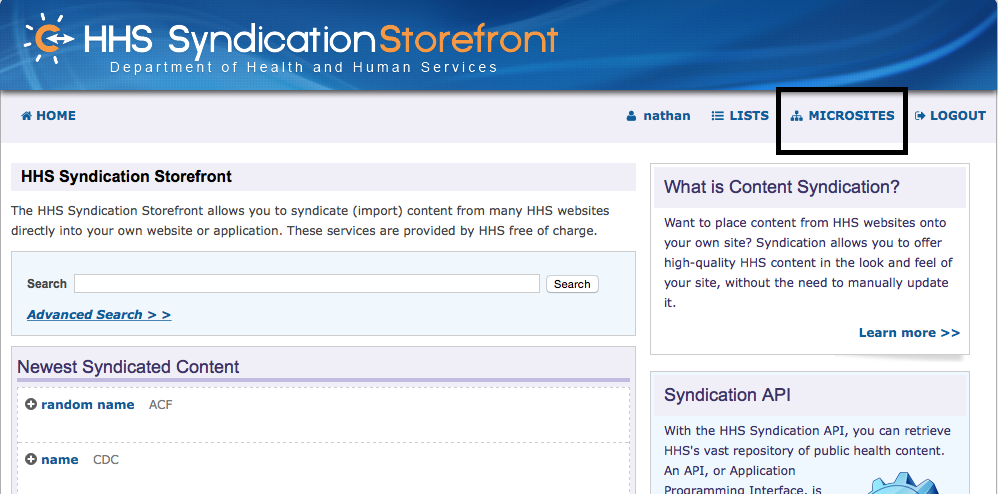 HHS SyndicationStorefront
Department of Health and Human Services
HOME
nathan
LISTS
MICROSITES
LOGOUT
HHS Syndication Storefront
The HHS Syndication Storefront allows you to syndicate (import) content from many HHS websites
directly into your own website or application. These services are provided by HHS free of charge.
Search
Search
Advanced Search > >
Newest Syndicated Content
random name ACF
name CDC
What is Content Syndication?
Want to place content from HHS websites onto
your own site? Syndication allows you to offer
high-quality HHS content in the look and feel of
your site, without the need to manually update
it.
Learn more >>
Syndication API
With the HHS Syndication API, you can retrieve
HHS's vast repository of public health content.
An API, or Application
Programming Interface, is